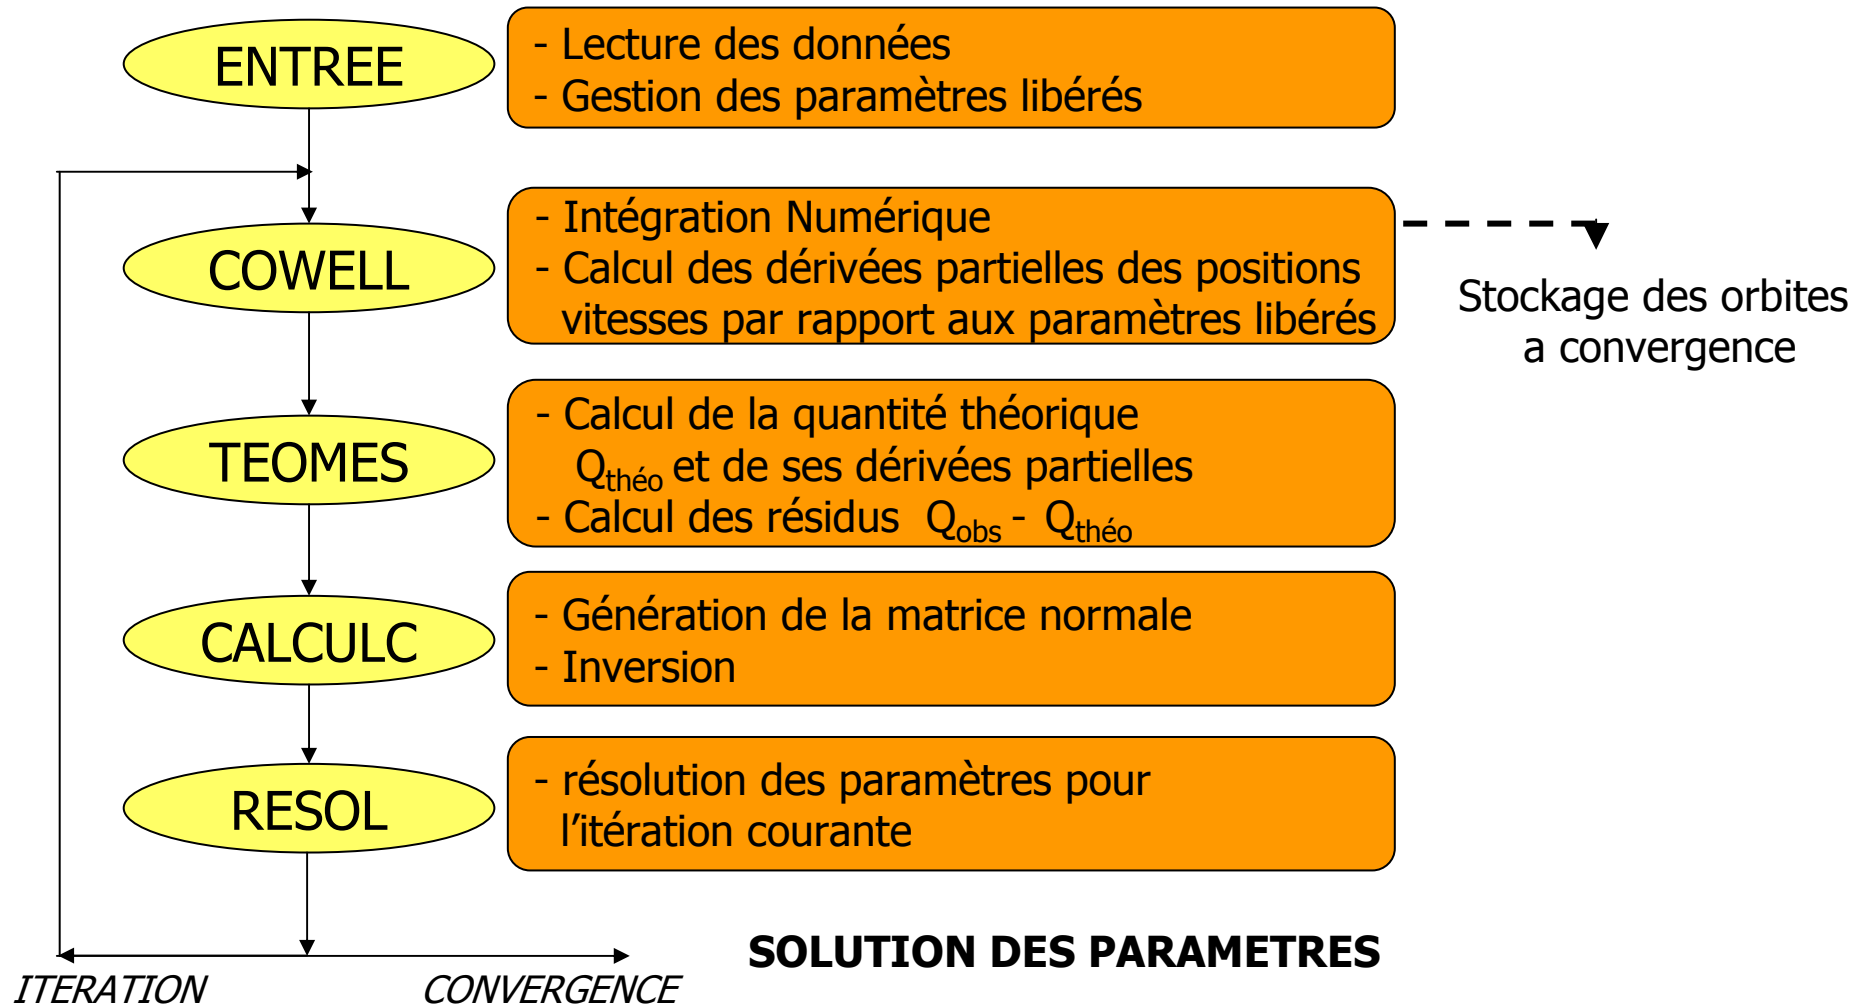 ENTREE
- Lecture des données
- Gestion des paramètres libérés
COWELL
- Intégration Numérique
- Calcul des dérivées partielles des positions
vitesses par rapport aux paramètres libérés
Stockage des orbites
a convergence
TEOMES
- Calcul de la quantité théorique
Qthéo et de ses dérivées partielles
- Calcul des résidus Qobs - Qthéo
CALCULC
- Génération de la matrice normale
- Inversion
RESOL
- résolution des paramètres pour
l’itération courante
SOLUTION DES PARAMETRES
ITERATION
CONVERGENCE